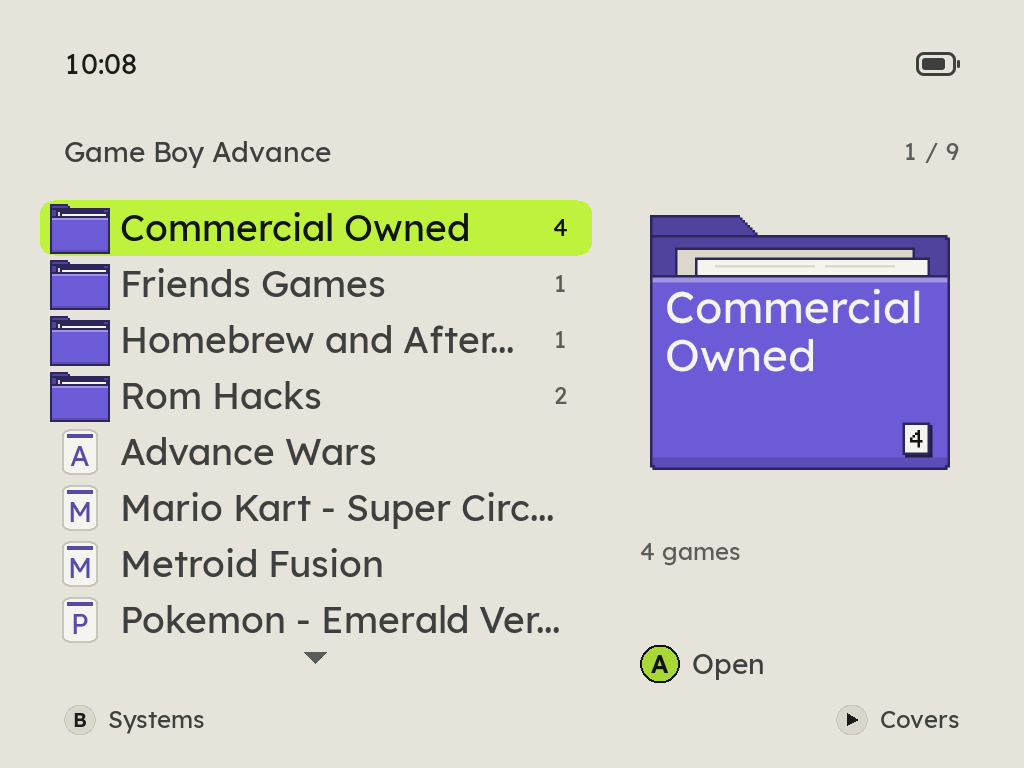 10:08
Game Boy Advance
1 / 9
Commercial Owned 4
Friends Games 1
Homebrew and After... 1
Rom Hacks 2
A Advance Wars
M Mario Kart - Super Circ...
M Metroid Fusion
P Pokemon - Emerald Ver...
Commercial
Owned
4
4 games
A Open
B Systems
Covers